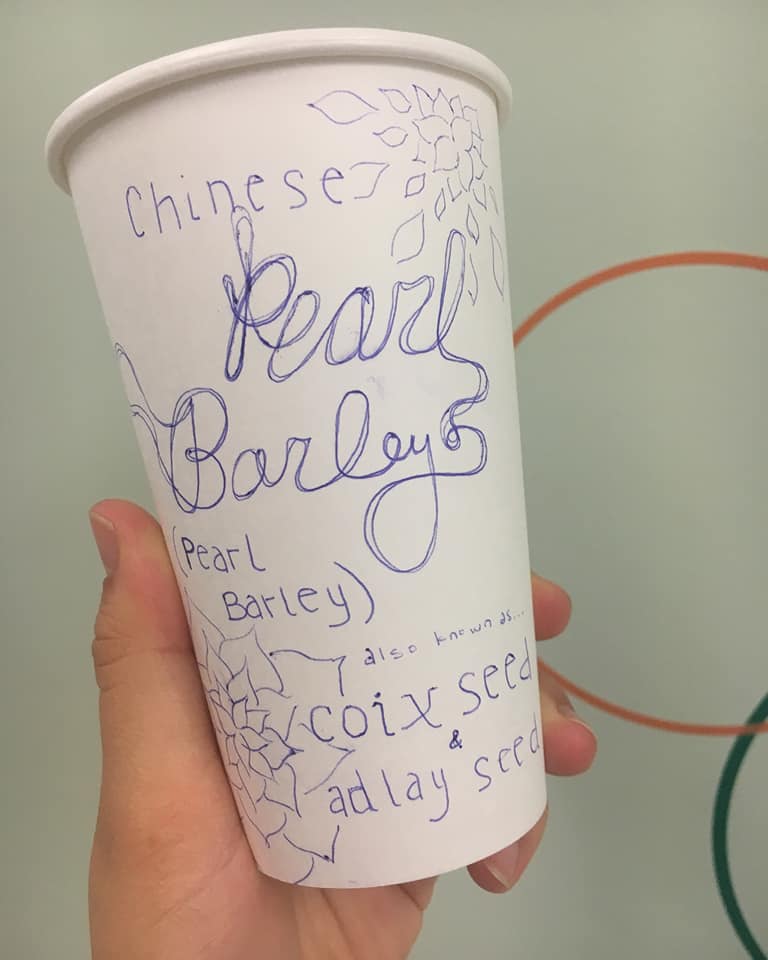 Chinese
Pearl
Barley
(Pearl
Barley)
also known as...
coix seed
&
adlay seed